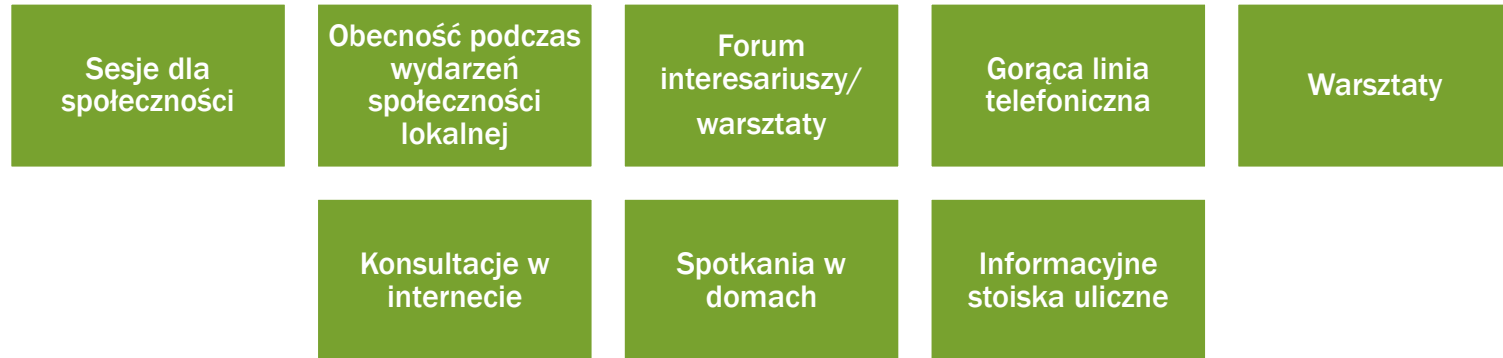 Sesje dla
społeczności
Obecność podczas
wydarzeń
społeczności
lokalnej
Forum
interesariuszy/
warsztaty
Gorąca linia
telefoniczna
Warsztaty
Konsultacje w
internecie
Spotkania w
domach
Informacyjne
stoiska uliczne